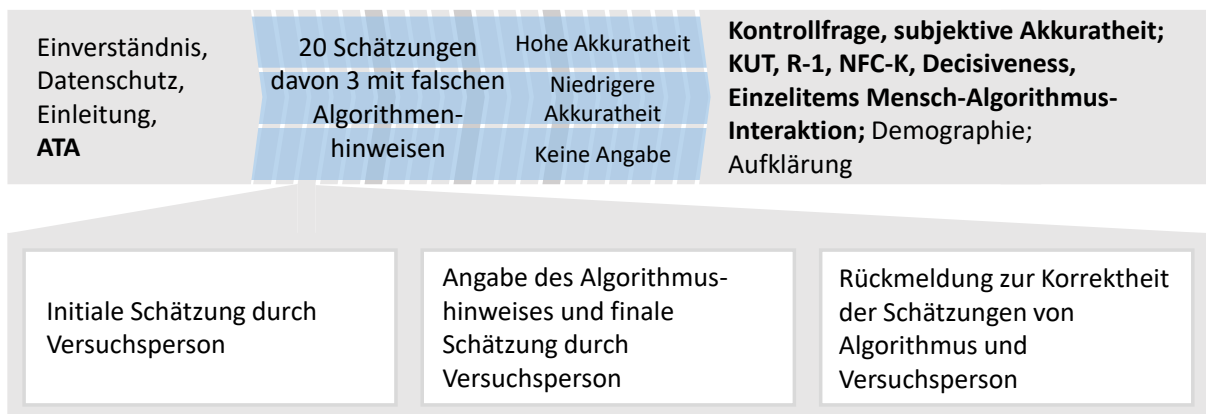 Einverständnis,
Datenschutz,
Einleitung,
ATA
20 Schätzungen
davon 3 mit falschen
Algorithmen-
hinweisen
Hohe Akkuratheit
Niedrigere
Akkuratheit
Keine Angabe
Kontrollfrage, subjektive Akkuratheit;
KUT, R-1, NFC-K, Decisiveness,
Einzelitems Mensch-Algorithmus-
Interaktion; Demographie;
Aufklärung
Initiale Schätzung durch
Versuchsperson
Angabe des Algorithmus-
hinweises und finale
Schätzung durch
Versuchsperson
Rückmeldung zur Korrektheit
der Schätzungen von
Algorithmus und
Versuchsperson